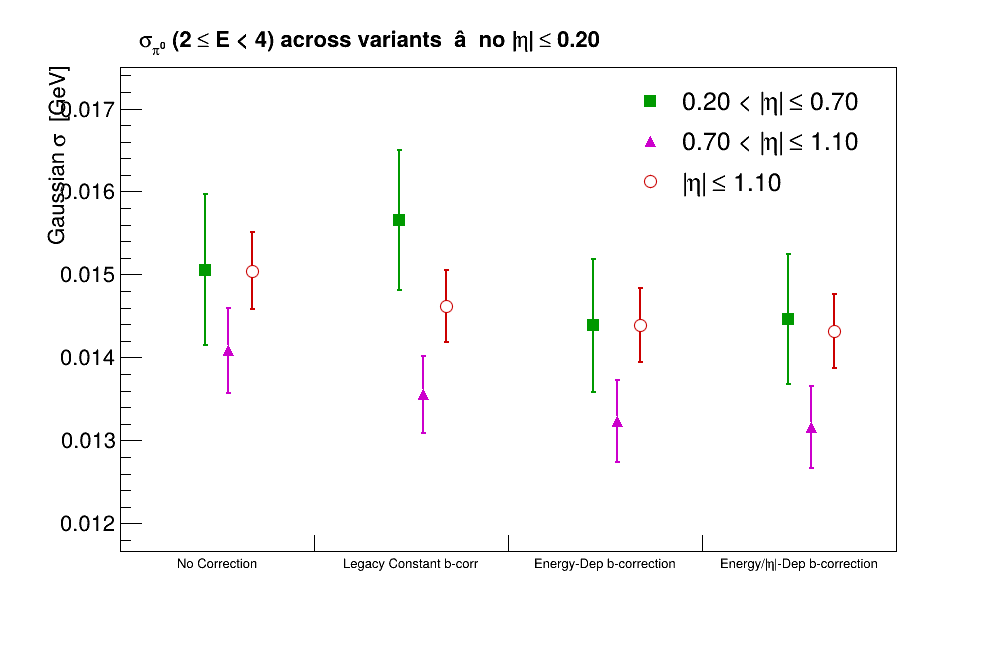 σπ⁰ (2 ≤ E < 4) across variants â no |η| ≤ 0.20
Gaussian σ [GeV]
0.017
0.016
0.015
0.014
0.013
0.012
0.20 < |η| ≤ 0.70
0.70 < |η| ≤ 1.10
|η| ≤ 1.10
No Correction
Legacy Constant b-corr
Energy-Dep b-correction
Energy/|η|-Dep b-correction